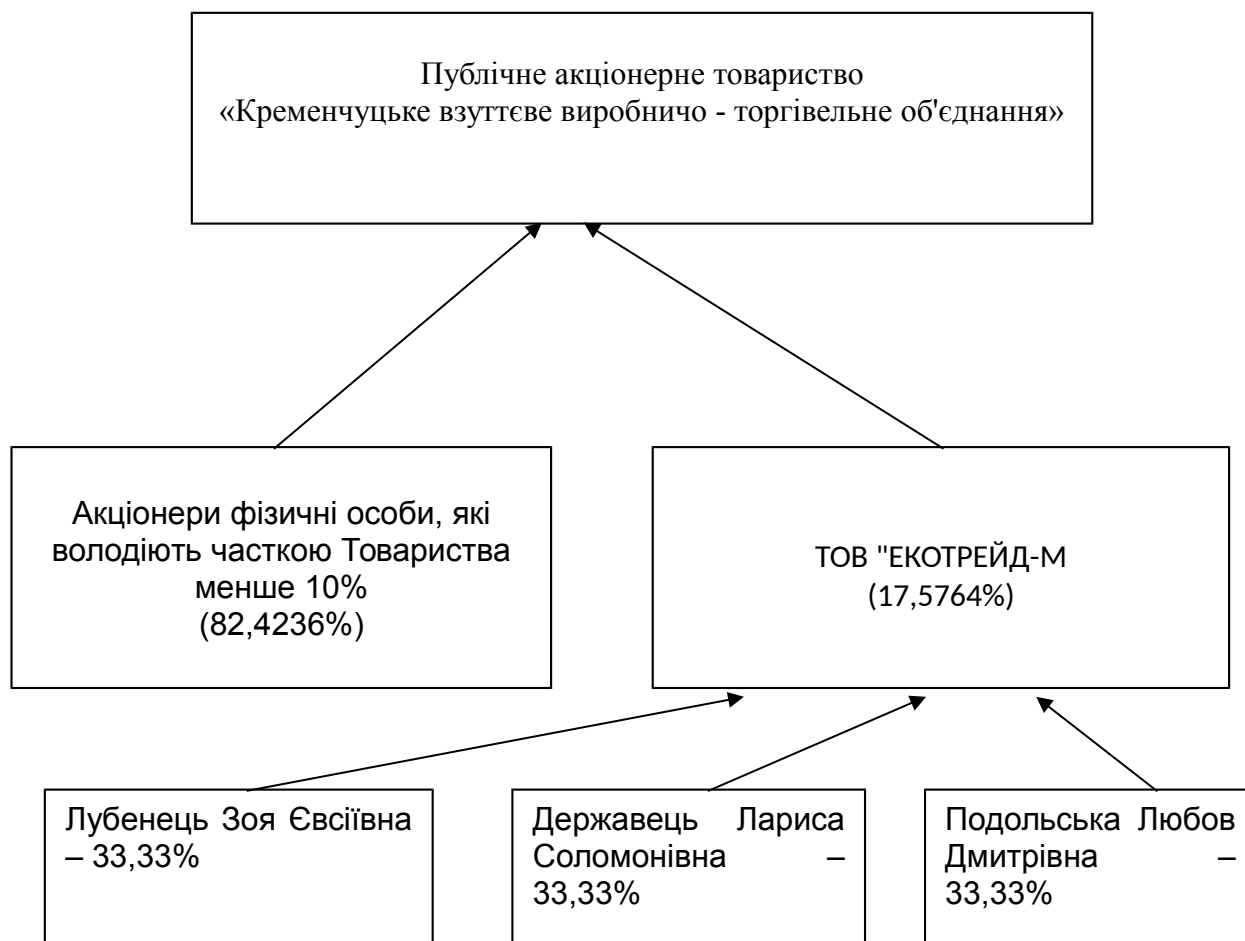 Публічне акціонерне товариство
«Кременчуцьке взуттєве виробничо - торгівельне об'єднання»
Акціонери фізичні особи, які
володіють часткою Товариства
менше 10%
(82,4236%)
ТОВ "ЕКОТРЕЙД-М
(17,5764%)
Лубенець Зоя Євсіївна
– 33,33%
Державець Лариса
Соломонівна –
33,33%
Подольська Любов
Дмитрівна –
33,33%